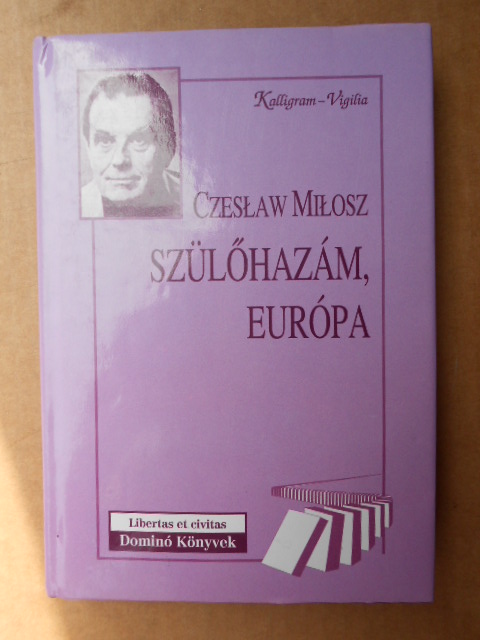 Kalligram – Vigilia
CZESŁAW MIŁOSZ
SZÜLŐHAZÁM,
EURÓPA
Libertas et civitas
Dominó Könyvek